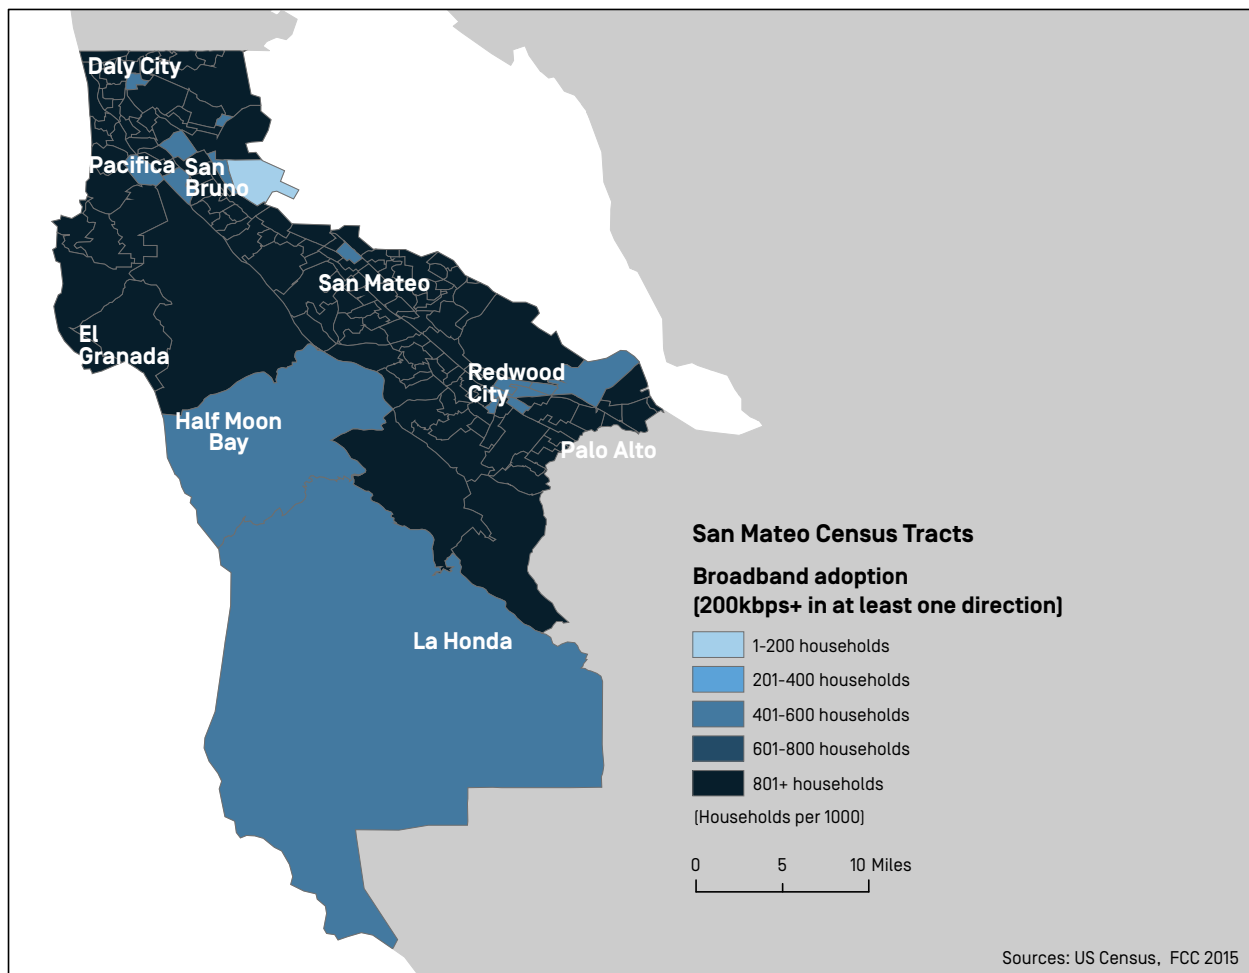 Daly City
Pacifica
San
Bruno
San Mateo
El
Granada
Redwood
City
Half Moon
Bay
Palo Alto
La Honda
San Mateo Census Tracts
Broadband adoption
(200kbps+ in at least one direction)
1-200 households
201-400 households
401-600 households
601-800 households
801+ households
(Households per 1000)
0 5 10 Miles
Sources: US Census, FCC 2015